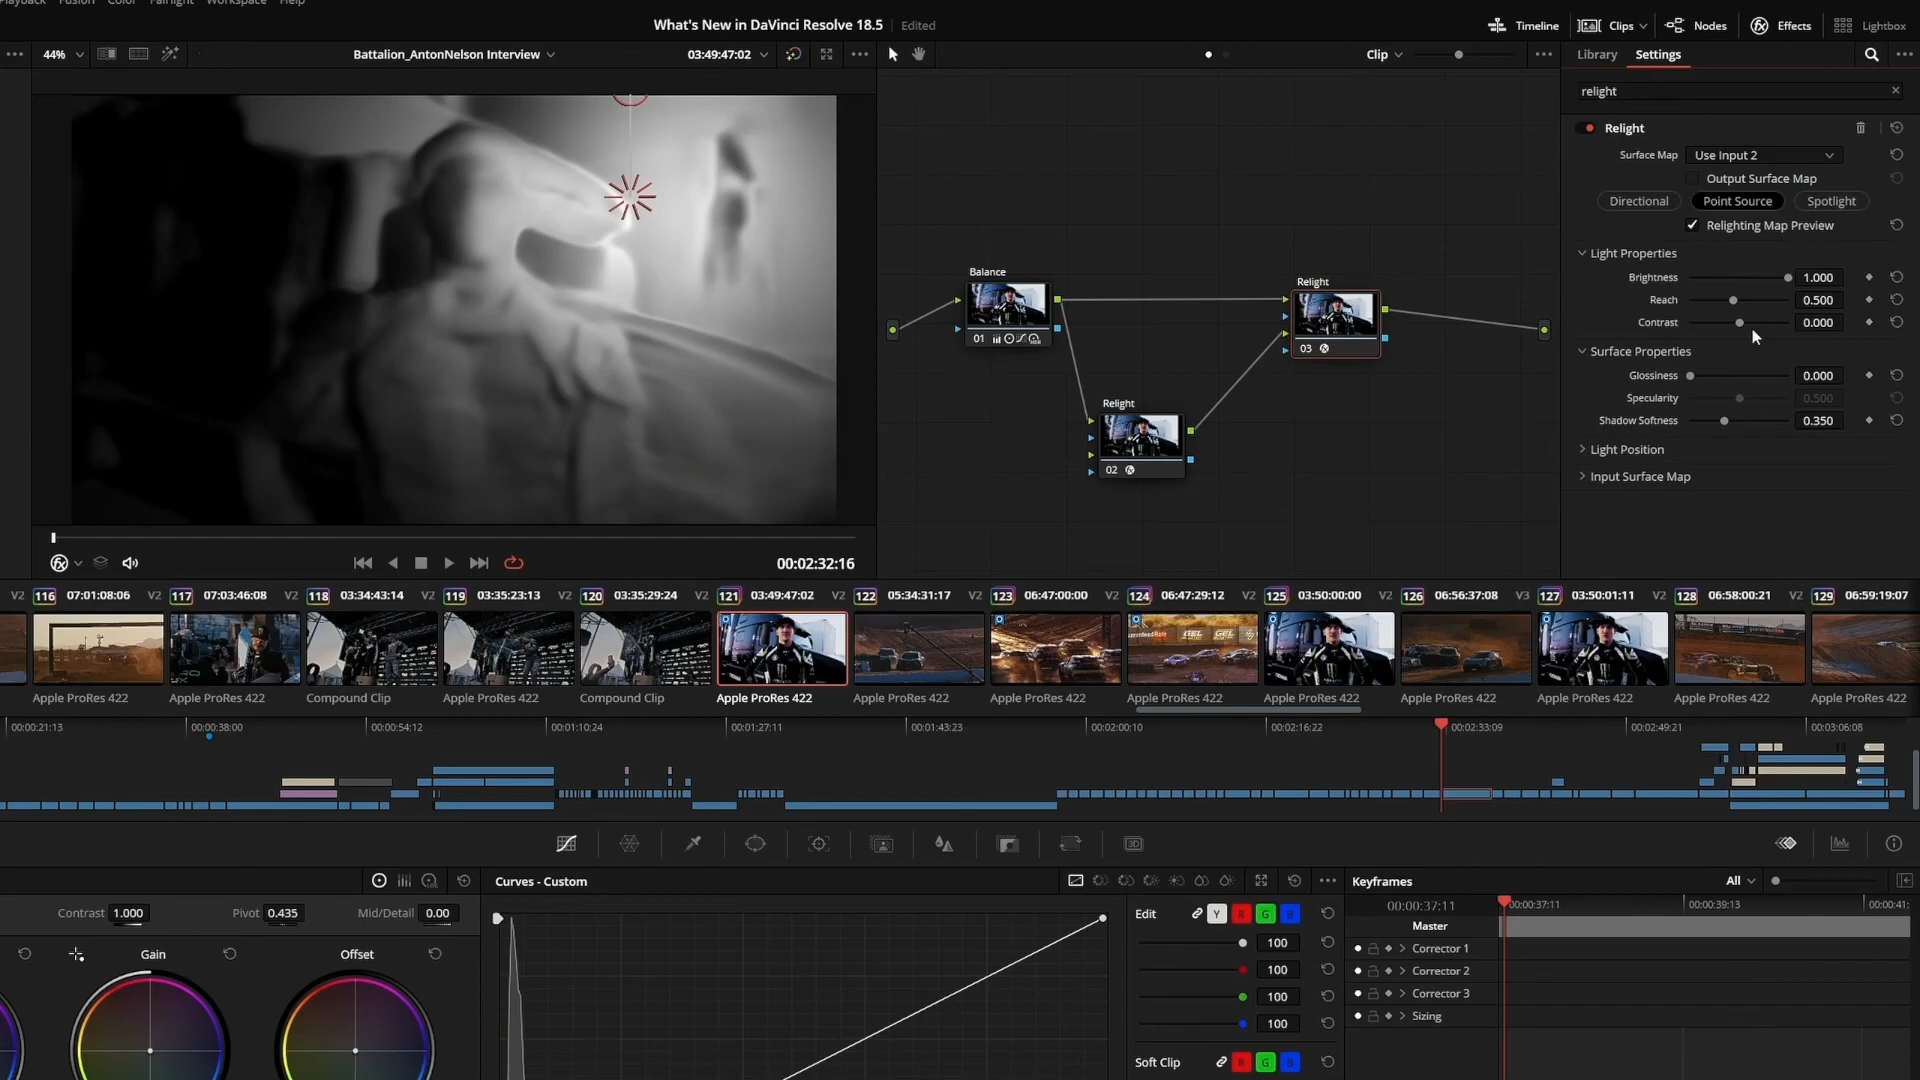 Playback Fusion Color Fairlight Workspace Help
What's New in DaVinci Resolve 18.5 Edited
Timeline Clips Nodes Effects Lightbox
44% Battalion_AntonNelson Interview 03:49:47:02 Clip
Library Settings
relight
Relight
Surface Map Use Input 2
Output Surface Map
Directional Point Source Spotlight
Relighting Map Preview
Light Properties
Brightness 1.000
Reach 0.500
Contrast 0.000
Surface Properties
Glossiness 0.000
Specularity 0.500
Shadow Softness 0.350
Light Position
Input Surface Map
Balance
01
Relight
03
Relight
02
00:02:32:16
V2 116 07:01:08:06 V2 117 07:03:46:08 V2 118 03:34:43:14 V2 119 03:35:23:13 V2 120 03:35:29:24 V2 121 03:49:47:02 V2 122 05:34:31:17 V2 123 06:47:00:00 V2 124 06:47:29:12 V2 125 03:50:00:00 V2 126 06:56:37:08 V3 127 03:50:01:11 V2 128 06:58:00:21 V2 129 06:59:19:07
Apple ProRes 422 Apple ProRes 422 Compound Clip Apple ProRes 422 Compound Clip Apple ProRes 422 Apple ProRes 422 Apple ProRes 422 Apple ProRes 422 Apple ProRes 422 Apple ProRes 422 Apple ProRes 422 Apple ProRes 422 Apple ProRes 422
00:00:21:13 00:00:38:00 00:00:54:12 00:01:10:24 00:01:27:11 00:01:43:23 00:02:00:10 00:02:16:22 00:02:33:09 00:02:49:21 00:03:06:08
3D
Curves - Custom
Keyframes All
Contrast 1.000 Pivot 0.435 Mid/Detail 0.00
Gain Offset
Edit Y R G B
100
100
100
100
Soft Clip R G B
00:00:37:11 00:00:37:11 00:00:39:13 00:00:41:
Master
Corrector 1
Corrector 2
Corrector 3
Sizing